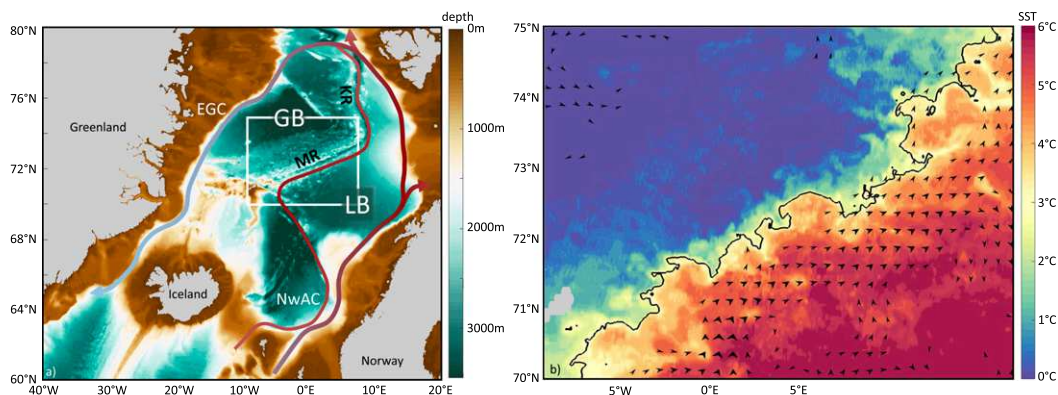 depth
0m
1000m
2000m
3000m
80°N
76°N
72°N
68°N
64°N
60°N
40°W 30°W 20°W 10°W 0°E 10°E 20°E
Greenland
EGC
KR
GB
MR
LB
NwAC
Iceland
Norway
a)
SST
6°C
5°C
4°C
3°C
2°C
1°C
0°C
75°N
74°N
73°N
72°N
71°N
70°N
5°W 0°E 5°E
b)